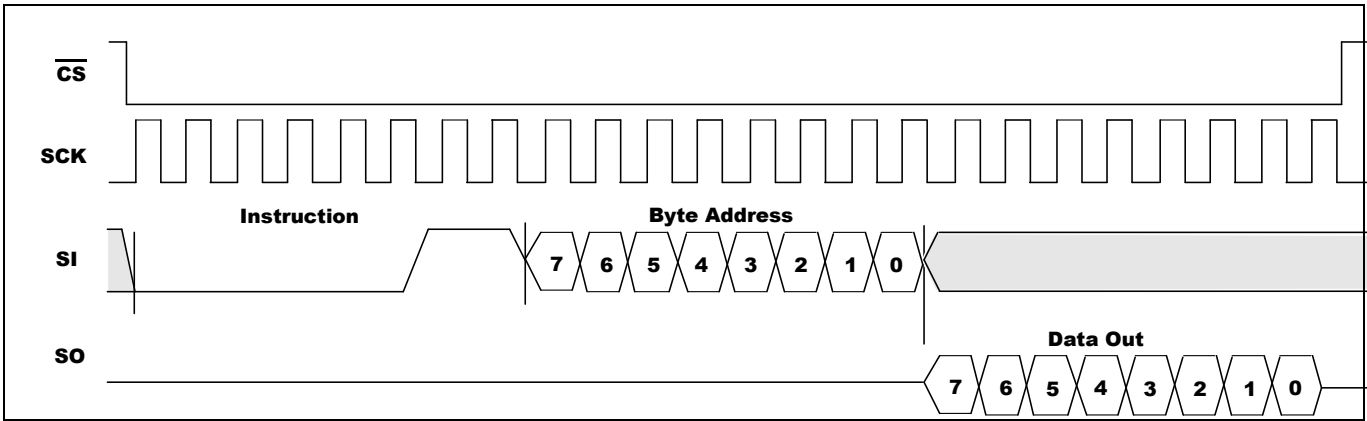 CS
SCK
Instruction
Byte Address
SI
7 6 5 4 3 2 1 0
Data Out
SO
7 6 5 4 3 2 1 0